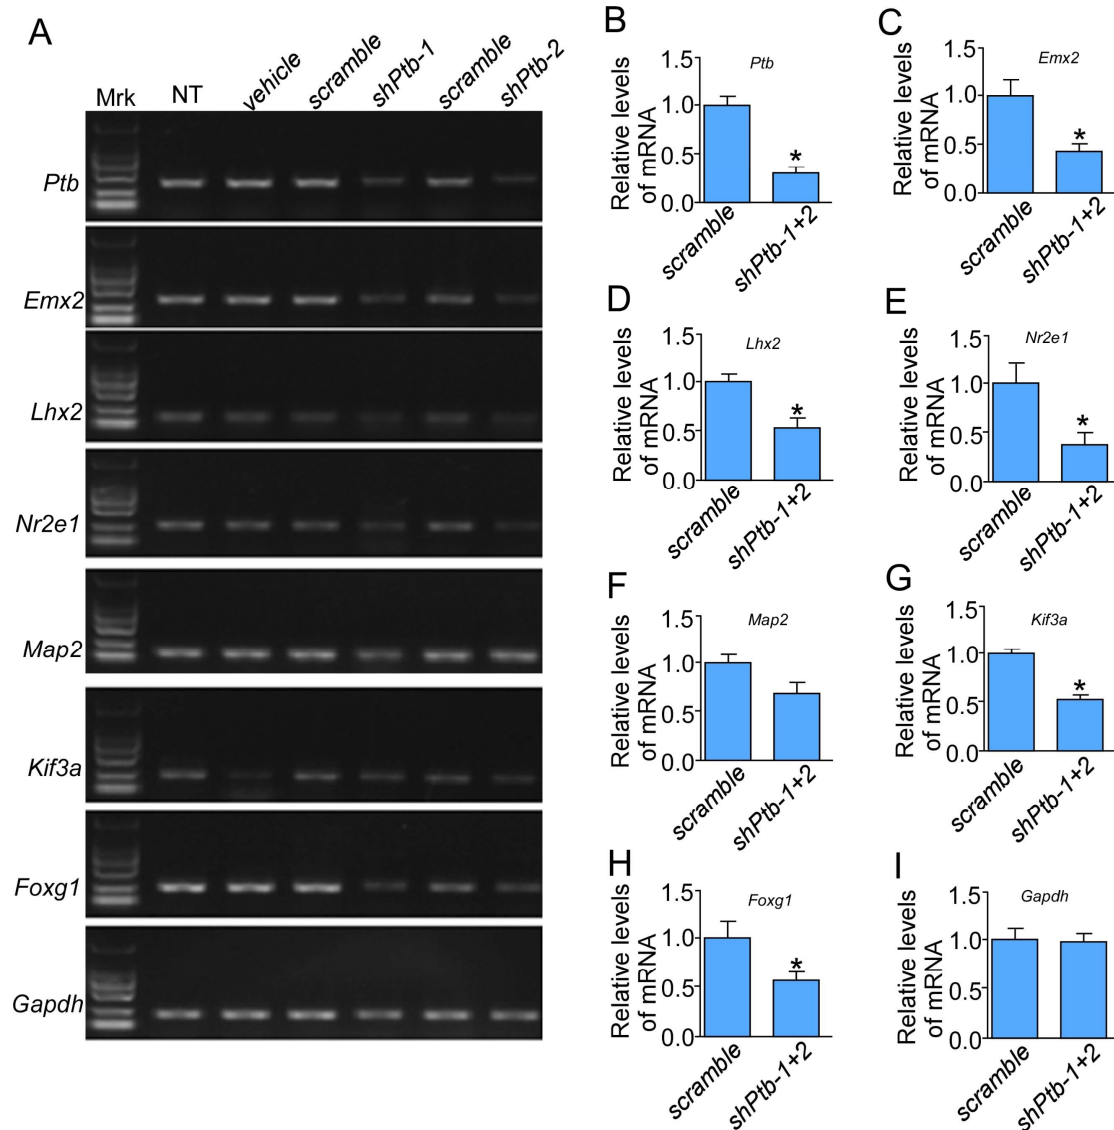 A
Mrk NT vehicle scramble shPtb-1 scramble shPtb-2
Ptb
Emx2
Lhx2
Nr2e1
Map2
Kif3a
Foxg1
Gapdh
B
Relative levels
of mRNA
1.5
1.0
0.5
0.0
Ptb
*
scramble
shPtb-1+2
C
Relative levels
of mRNA
1.5
1.0
0.5
0.0
Emx2
*
scramble
shPtb-1+2
D
Relative levels
of mRNA
1.5
1.0
0.5
0.0
Lhx2
*
scramble
shPtb-1+2
E
Relative levels
of mRNA
1.5
1.0
0.5
0.0
Nr2e1
*
scramble
shPtb-1+2
F
Relative levels
of mRNA
1.5
1.0
0.5
0.0
Map2
scramble
shPtb-1+2
G
Relative levels
of mRNA
1.5
1.0
0.5
0.0
Kif3a
*
scramble
shPtb-1+2
H
Relative levels
of mRNA
1.5
1.0
0.5
0.0
Foxg1
*
scramble
shPtb-1+2
I
Relative levels
of mRNA
1.5
1.0
0.5
0.0
Gapdh
scramble
shPtb-1+2